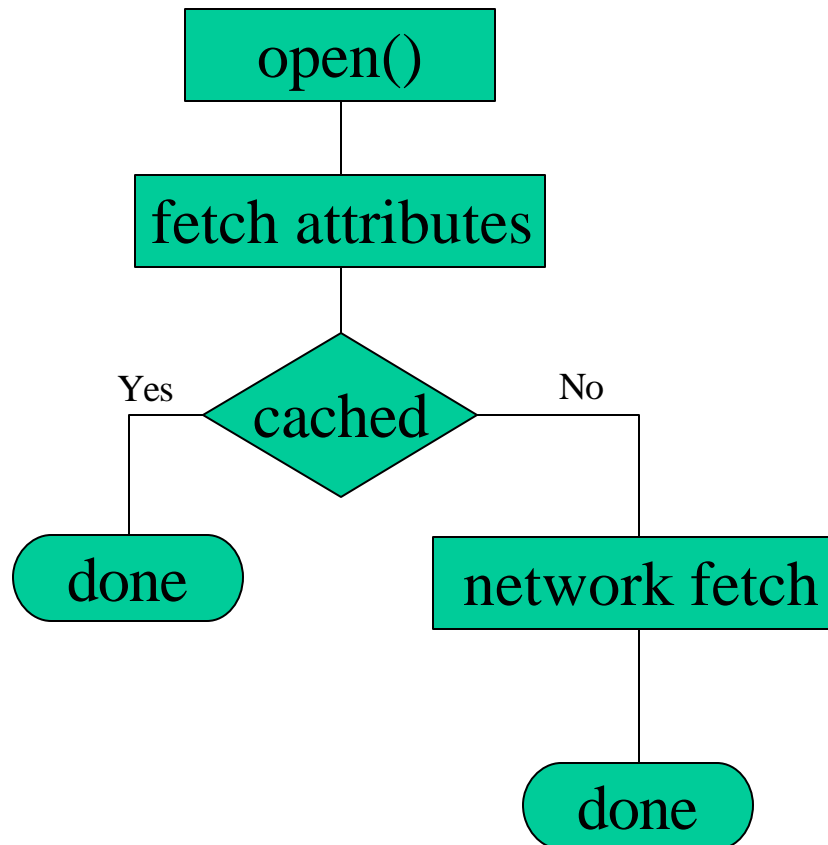 open()
fetch attributes
Yes
No
cached
done
network fetch
done